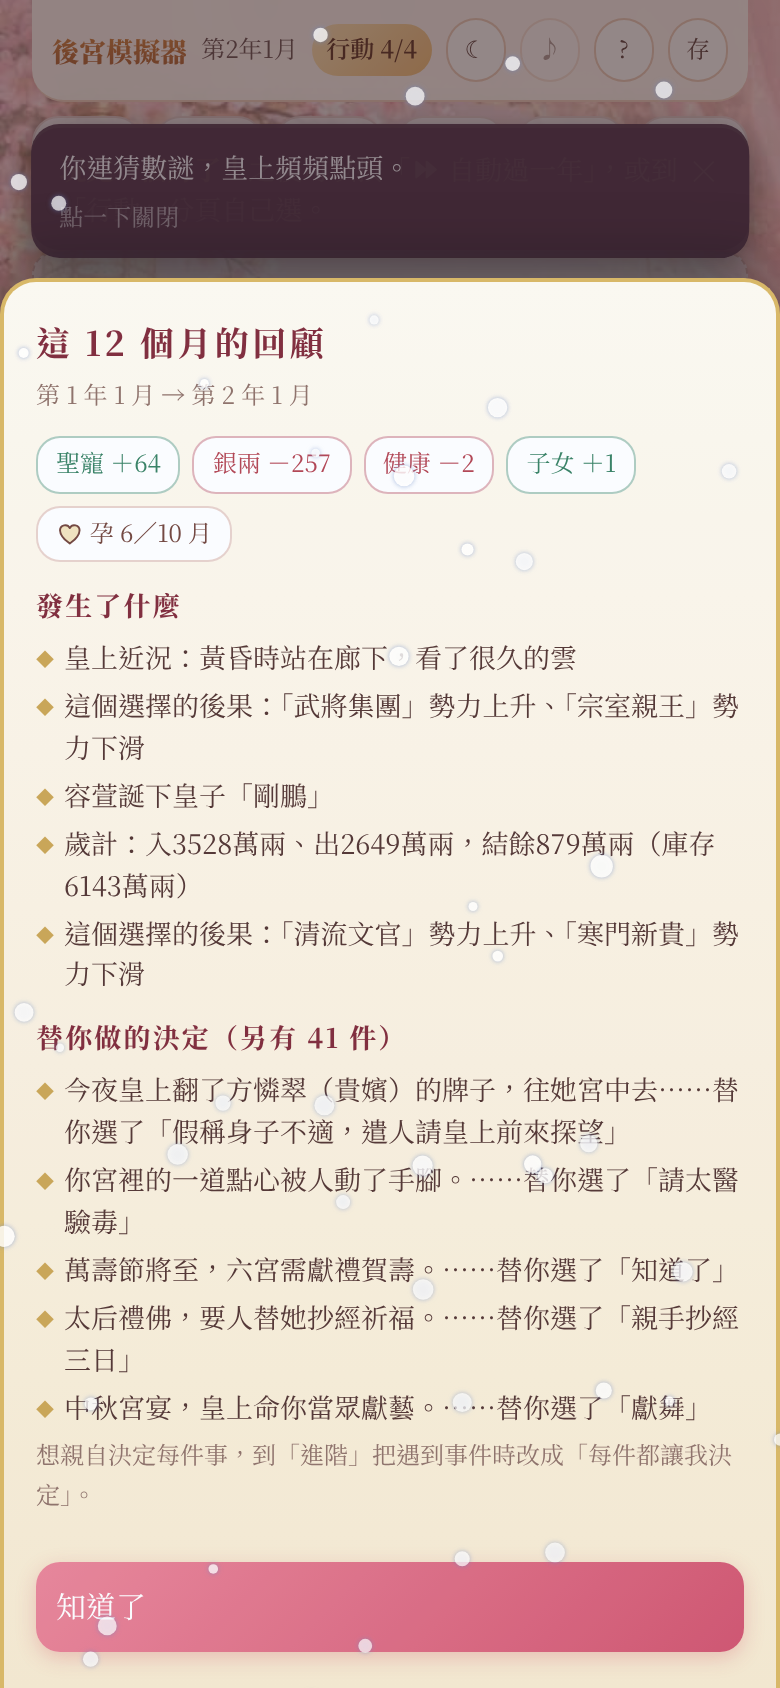 後宮模擬器 第2年1月 行動 4/4 ☾ ♪ ? 存
你連猜數謎，皇上頻頻點頭。 ▶▶ 自動過一年」，或到 ✕
點一下關閉
這 12 個月的回顧
第 1 年 1 月 → 第 2 年 1 月
聖寵 ＋64 銀兩 －257 健康 －2 子女 ＋1
孕 6／10 月
發生了什麼
◆ 皇上近況：黃昏時站在廊下，看了很久的雲
◆ 這個選擇的後果：「武將集團」勢力上升、「宗室親王」勢
力下滑
◆ 容萱誕下皇子「剛鵬」
◆ 歲計：入3528萬兩、出2649萬兩，結餘879萬兩（庫存
6143萬兩）
◆ 這個選擇的後果：「清流文官」勢力上升、「寒門新貴」勢
力下滑
替你做的決定（另有 41 件）
◆ 今夜皇上翻了方憐翠（貴嬪）的牌子，往她宮中去……替
你選了「假稱身子不適，遣人請皇上前來探望」
◆ 你宮裡的一道點心被人動了手腳。……替你選了「請太醫
驗毒」
◆ 萬壽節將至，六宮需獻禮賀壽。……替你選了「知道了」
◆ 太后禮佛，要人替她抄經祈福。……替你選了「親手抄經
三日」
◆ 中秋宮宴，皇上命你當眾獻藝。……替你選了「獻舞」
想親自決定每件事，到「進階」把遇到事件時改成「每件都讓我決
定」。
知道了